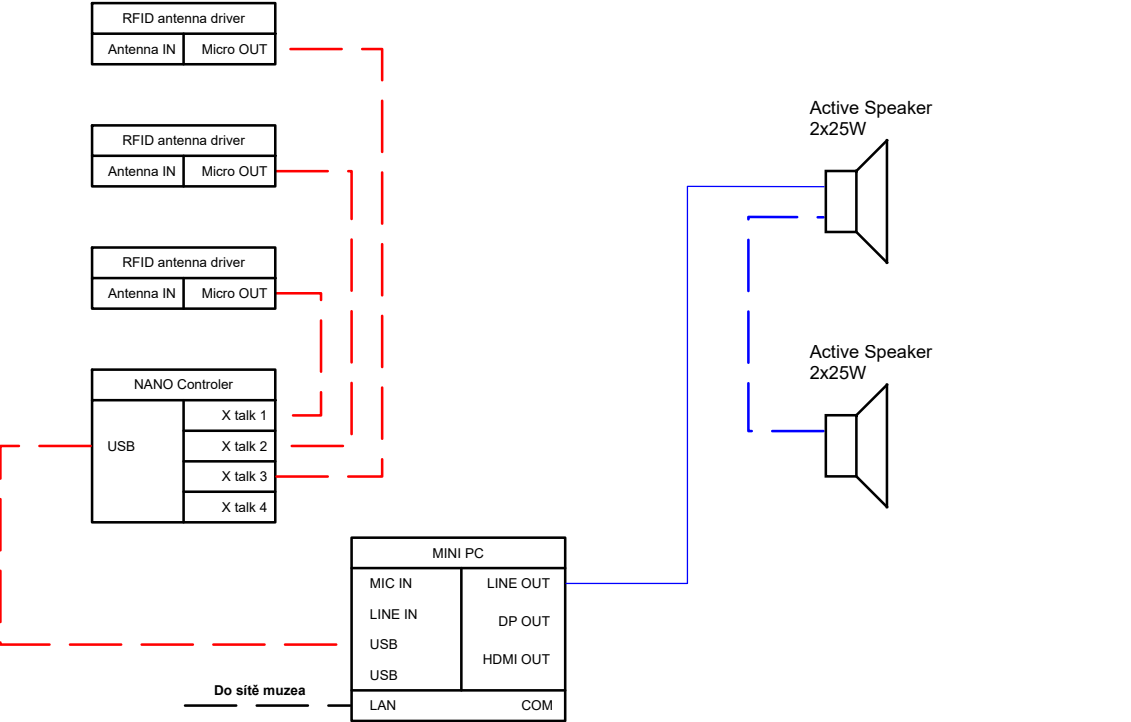 RFID antenna driver
Antenna IN Micro OUT
RFID antenna driver
Antenna IN Micro OUT
RFID antenna driver
Antenna IN Micro OUT
NANO Controler
USB
X talk 1
X talk 2
X talk 3
X talk 4
Active Speaker
2x25W
Active Speaker
2x25W
MINI PC
MIC IN
LINE IN
USB
USB
LINE OUT
DP OUT
HDMI OUT
LAN COM
Do sítě muzea